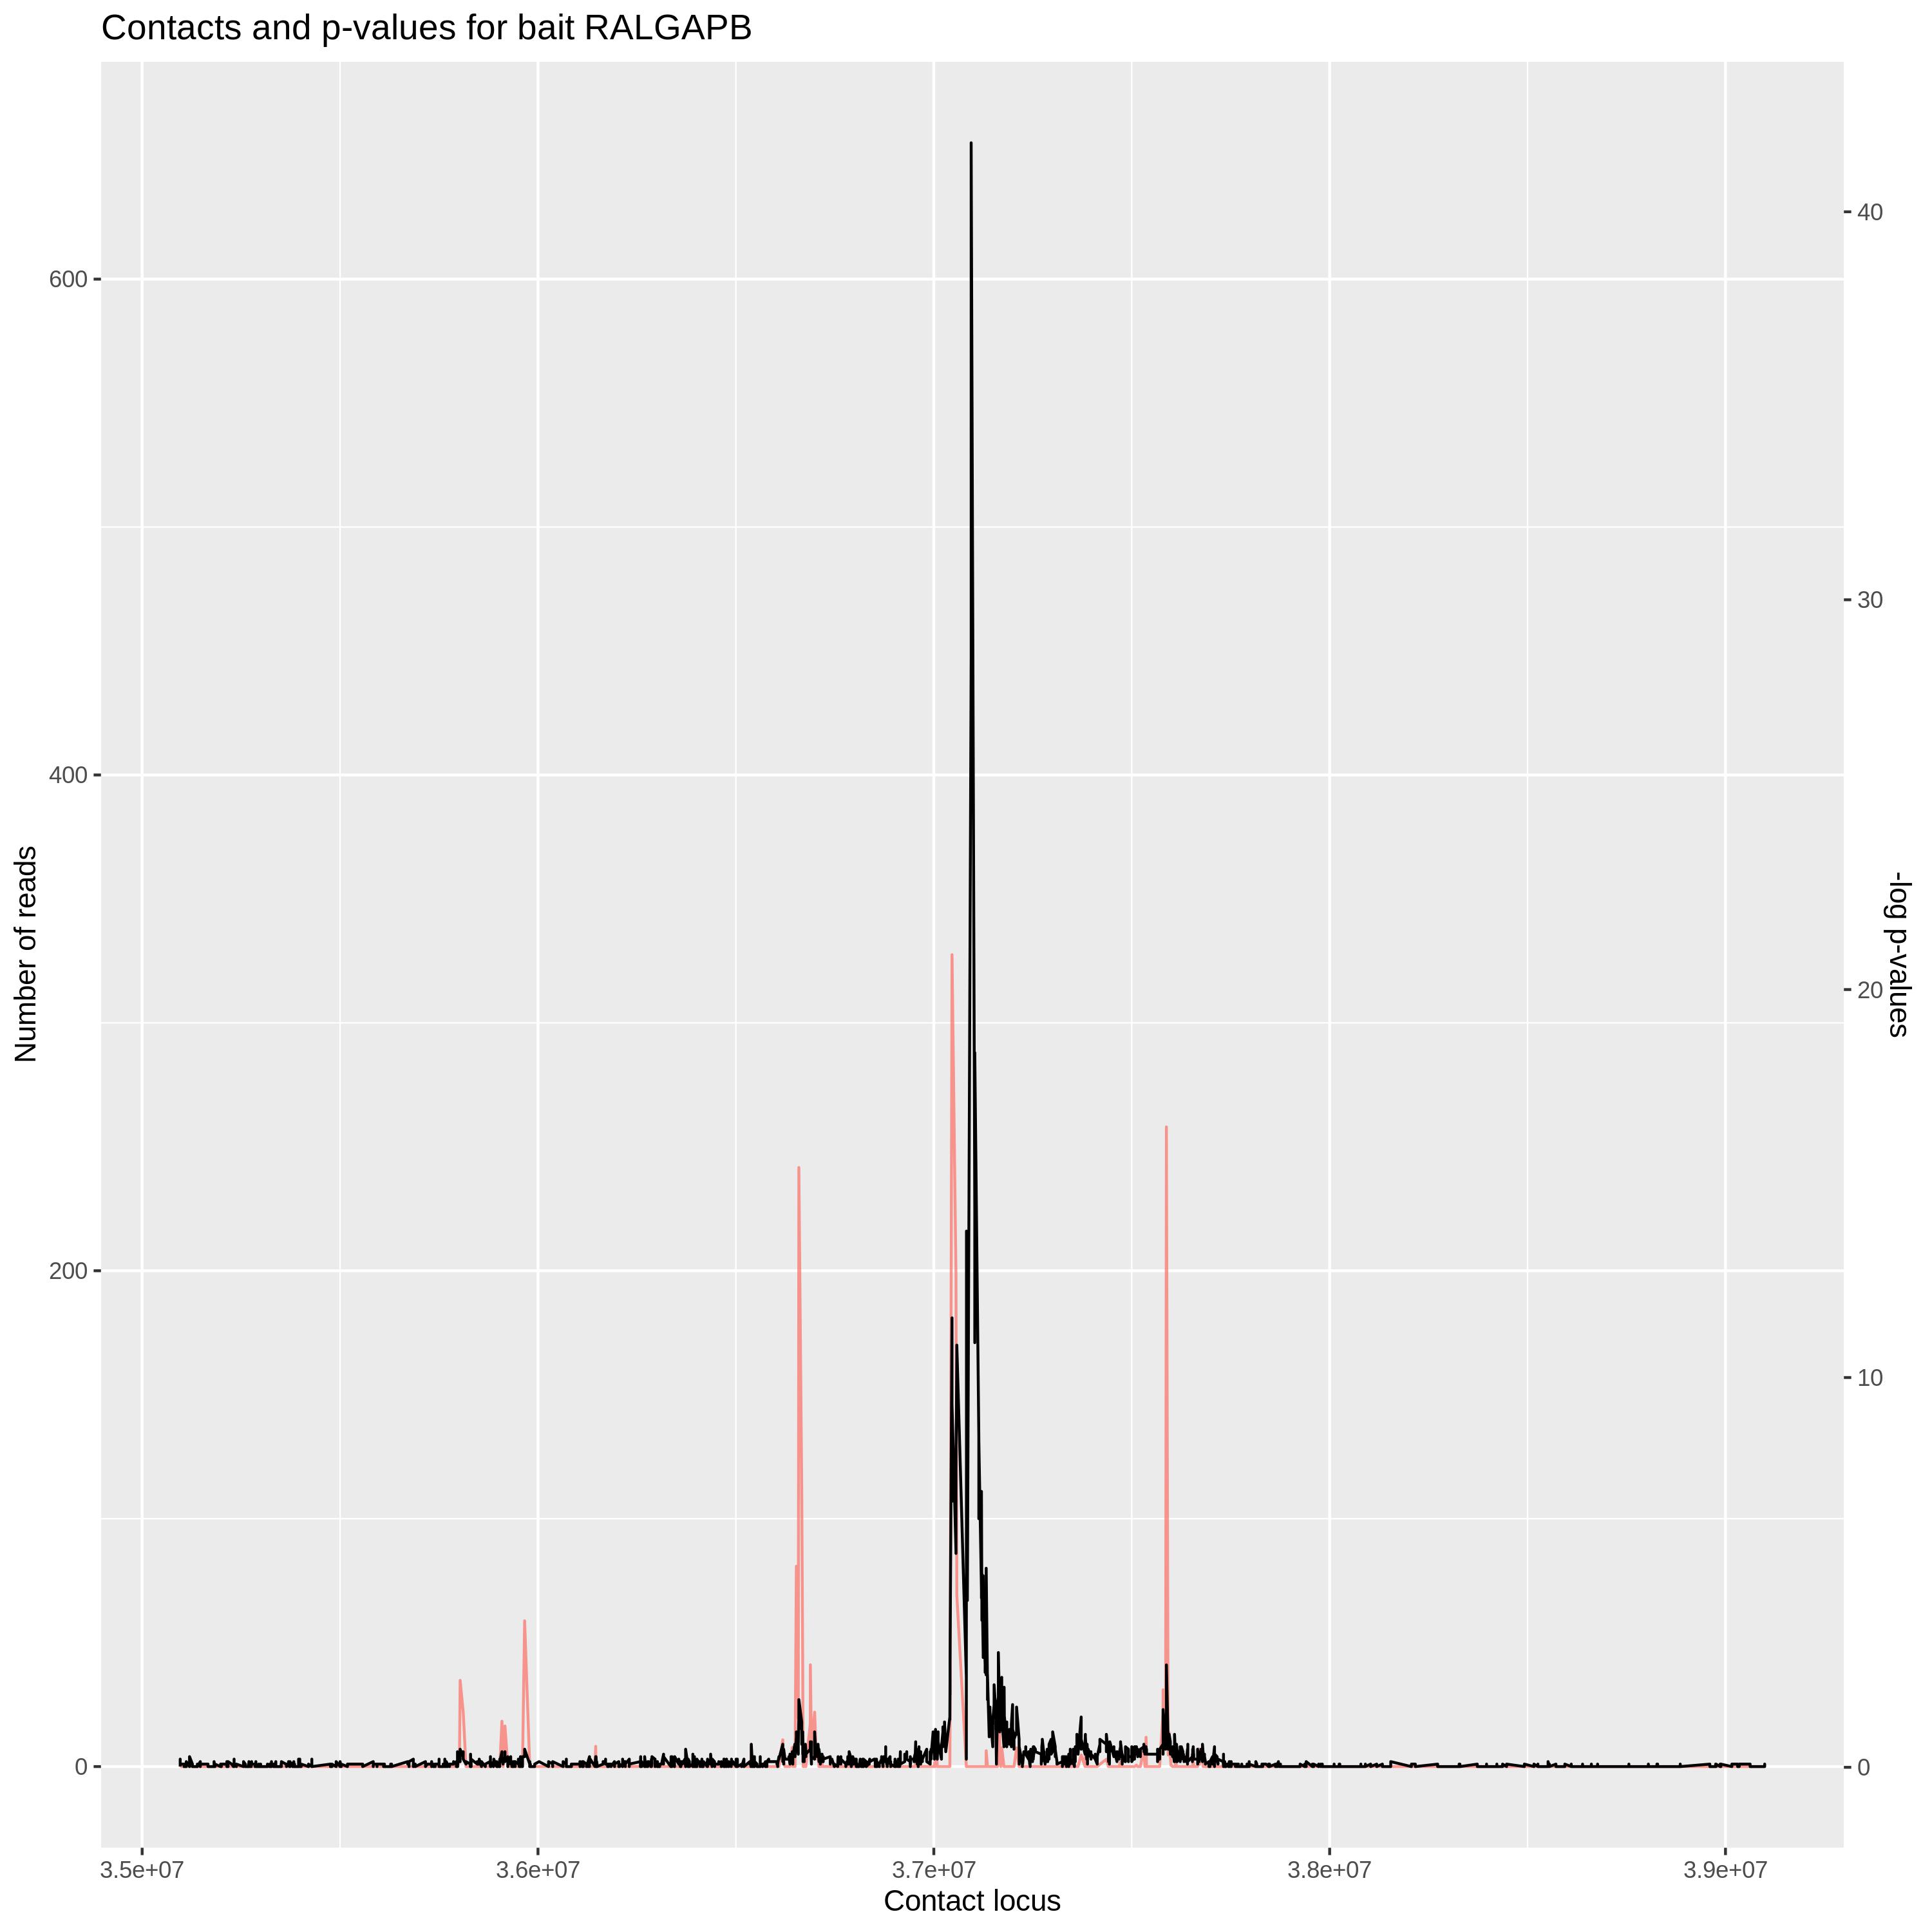 Contacts and p-values for bait RALGAPB
Number of reads
600
400
200
0
40
30
20
10
0
-log p-values
3.5e+07
3.6e+07
3.7e+07
3.8e+07
3.9e+07
Contact locus